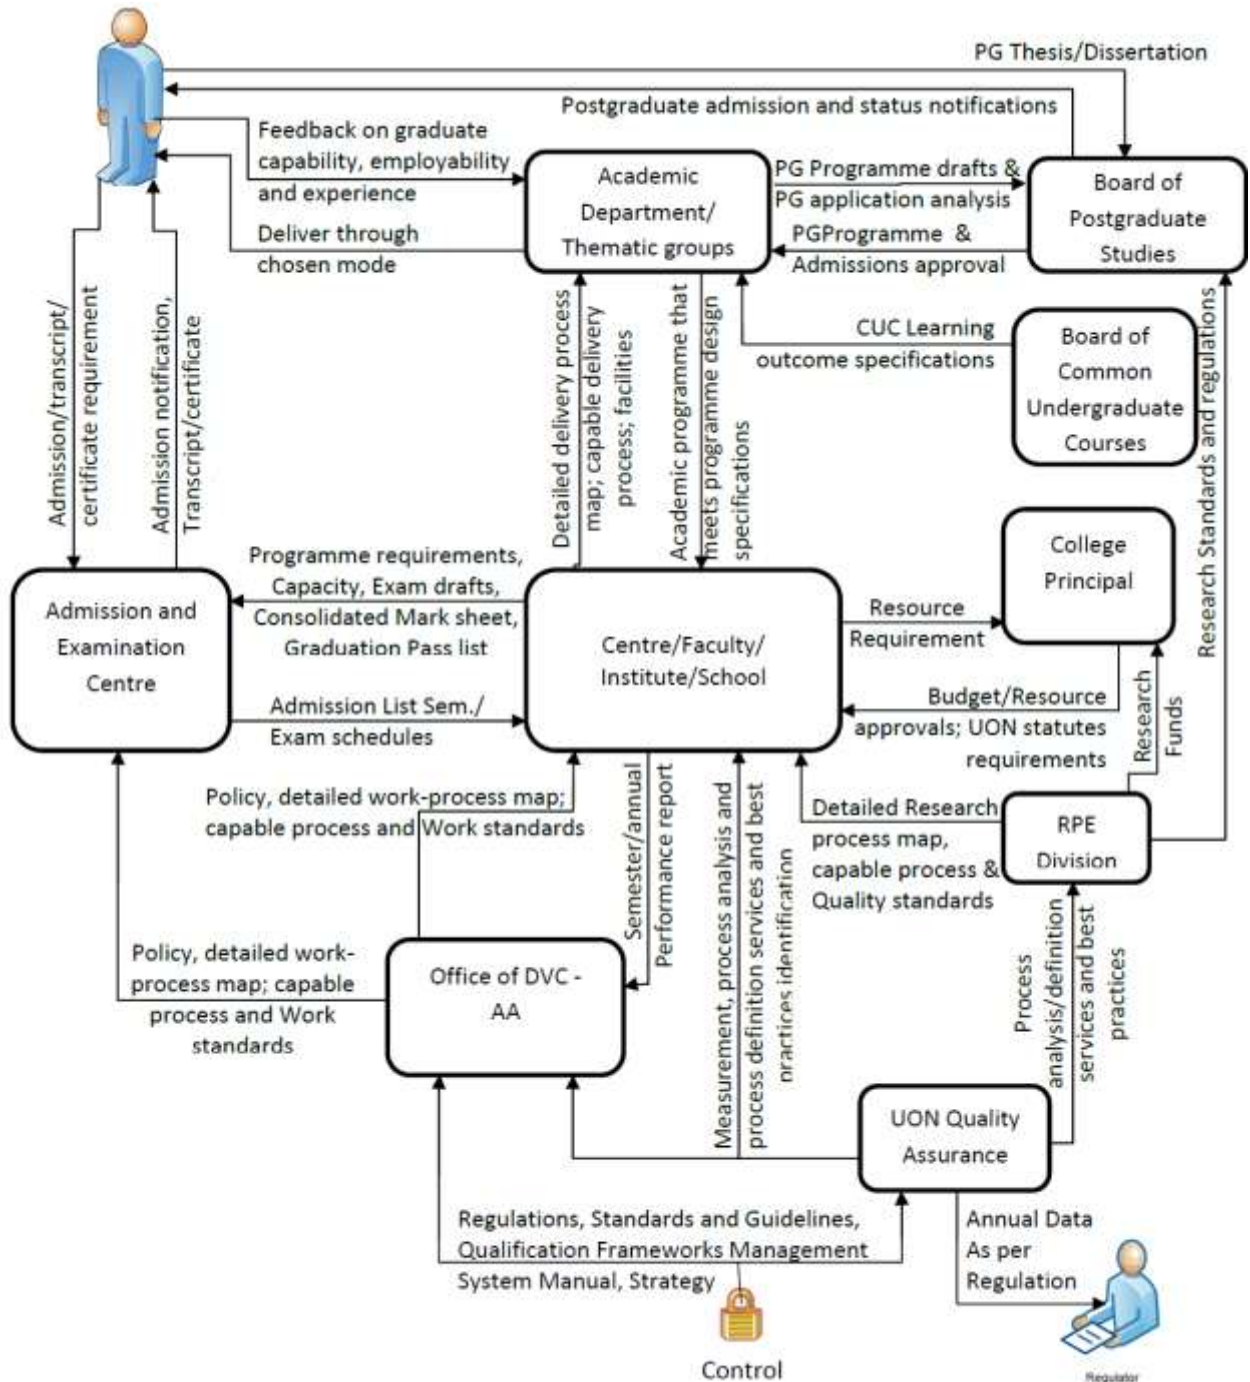 PG Thesis/Dissertation
Postgraduate admission and status notifications
Feedback on graduate
capability, employability
and experience
Deliver through
chosen mode
Academic
Department/
Thematic groups
PG Programme drafts &
PG application analysis
PGProgramme &
Admissions approval
Board of
Postgraduate
Studies
CUC Learning
outcome specifications
Board of
Common
Undergraduate
Courses
Admission/transcript/
certificate requirement
Admission notification,
Transcript/certificate
Detailed delivery process
map; capable delivery
process; facilities
Academic programme that
meets programme design
specifications
Research Standards and regulations
College
Principal
Programme requirements,
Capacity, Exam drafts,
Consolidated Mark sheet,
Graduation Pass list
Admission and
Examination
Centre
Centre/Faculty/
Institute/School
Resource
Requirement
Admission List Sem./
Exam schedules
Budget/Resource
approvals; UON statutes
requirements
Research
Funds
Policy, detailed work-process map;
capable process and Work standards
Semester/annual
Performance report
Measurement, process analysis and
process definition services and best
practices identification
Detailed Research
process map,
capable process &
Quality standards
RPE
Division
Policy, detailed work-
process map; capable
process and Work
standards
Office of DVC -
AA
Process
analysis/definition
services and best
practices
UON Quality
Assurance
Regulations, Standards and Guidelines,
Qualification Frameworks Management
System Manual, Strategy
Annual Data
As per
Regulation
Control
Regulator